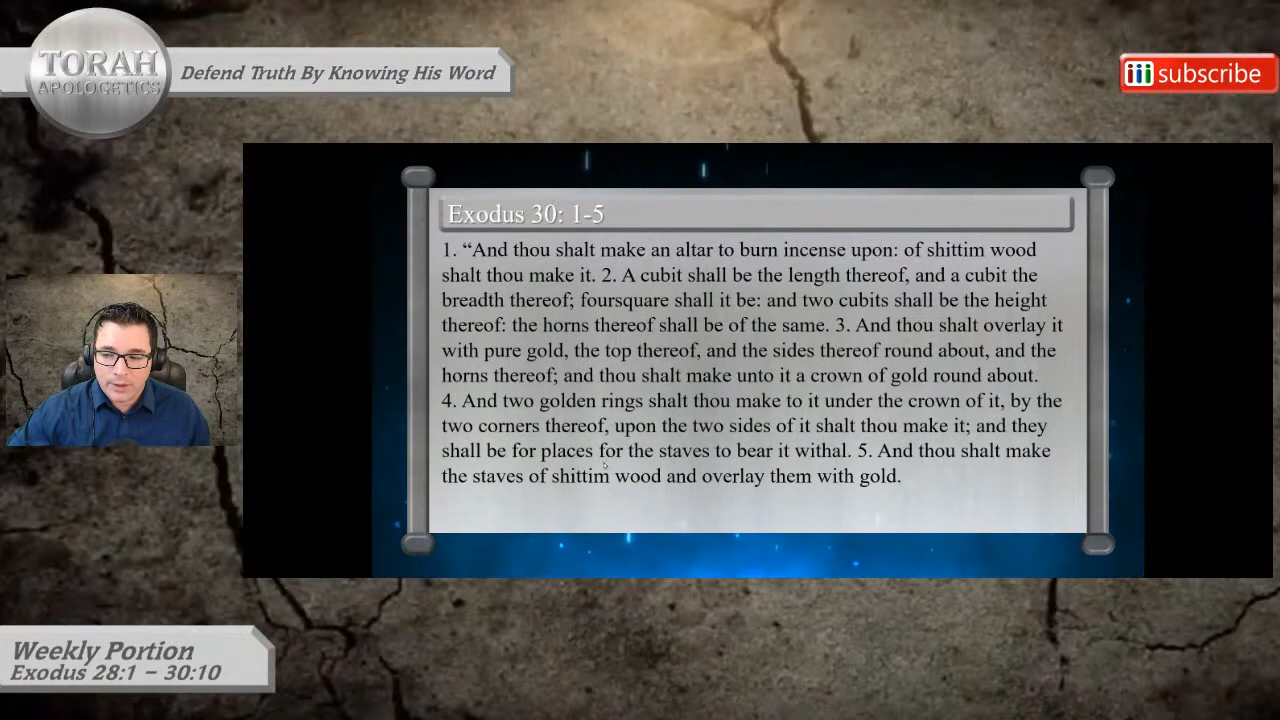 TORAH
APOLOGETICS
Defend Truth By Knowing His Word
subscribe
Exodus 30: 1-5
1. “And thou shalt make an altar to burn incense upon: of shittim wood
shalt thou make it. 2. A cubit shall be the length thereof, and a cubit the
breadth thereof; foursquare shall it be: and two cubits shall be the height
thereof: the horns thereof shall be of the same. 3. And thou shalt overlay it
with pure gold, the top thereof, and the sides thereof round about, and the
horns thereof; and thou shalt make unto it a crown of gold round about.
4. And two golden rings shalt thou make to it under the crown of it, by the
two corners thereof, upon the two sides of it shalt thou make it; and they
shall be for places for the staves to bear it withal. 5. And thou shalt make
the staves of shittim wood and overlay them with gold.
Weekly Portion
Exodus 28:1 – 30:10